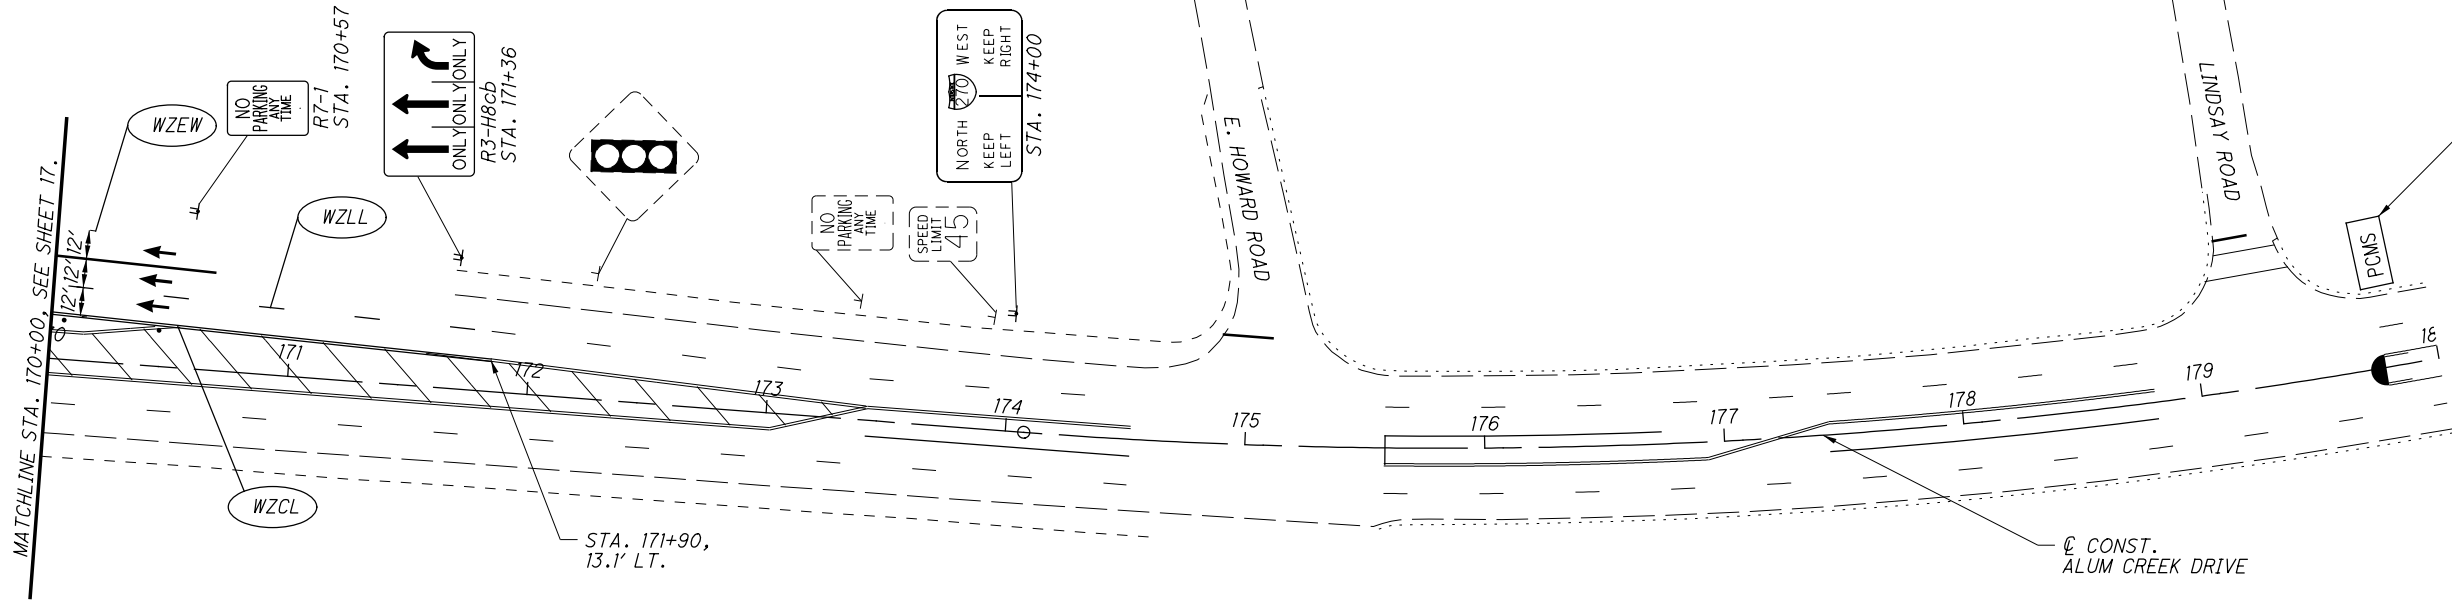 MATCHLINE STA. 170+00, SEE SHEET 17.
12'
12'
12'
WZEW
NO
PARKING
ANY
TIME
R7-1
STA. 170+57
WZLL
ONLY ONLY ONLY
R3-H8cb
STA. 171+36
NO
PARKING
ANY
TIME
SPEED
LIMIT
45
NORTH 270 WEST
KEEP KEEP
LEFT RIGHT
STA. 174+00
E. HOWARD ROAD
LINDSAY ROAD
PCMS
171
172
173
174
175
176
177
178
179
18
WZCL
STA. 171+90,
13.1' LT.
℄ CONST.
ALUM CREEK DRIVE